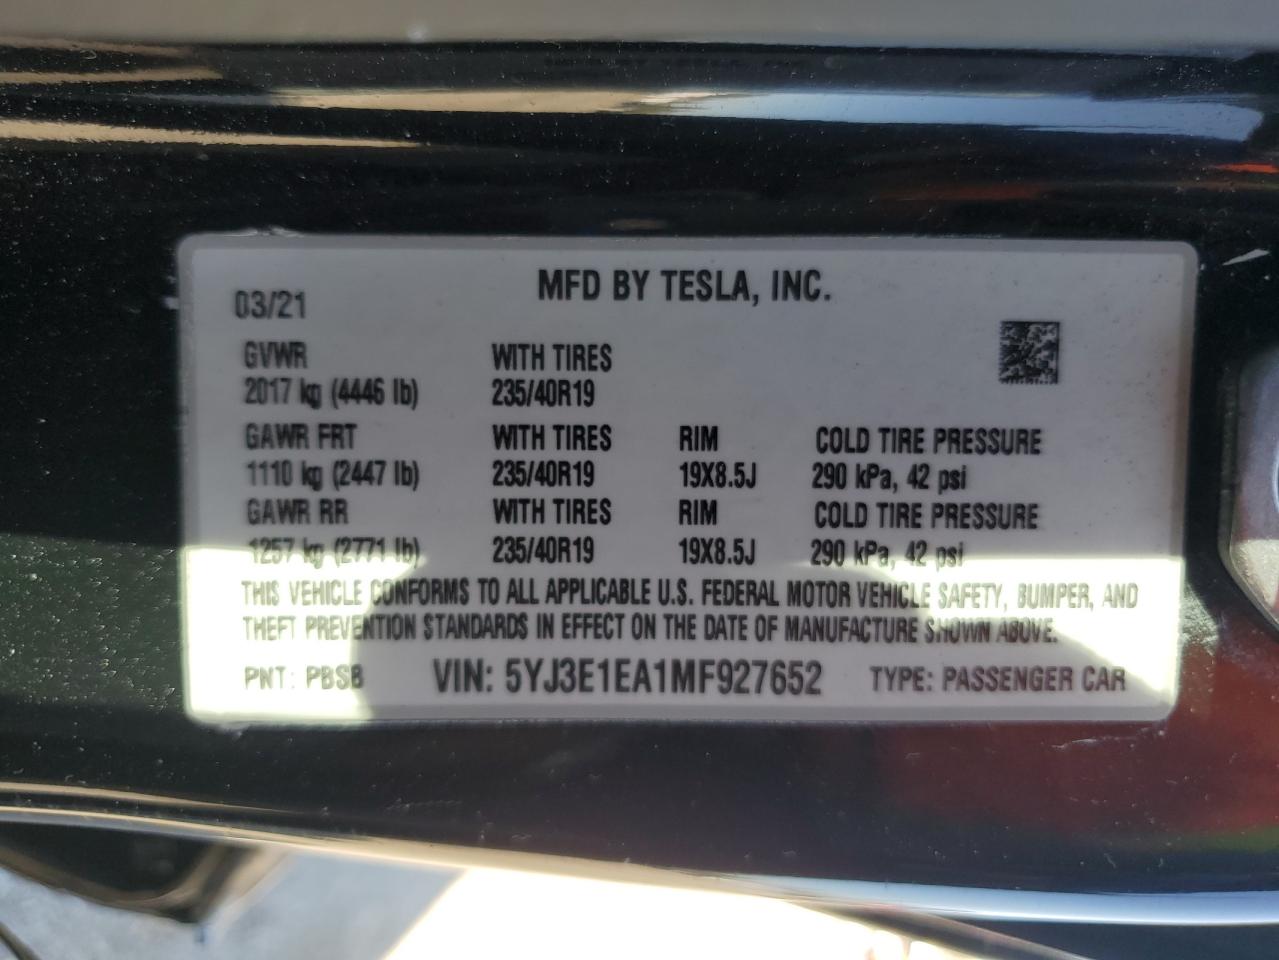 MFD BY TESLA, INC.
03/21
GVWR WITH TIRES
2017 kg (4446 lb) 235/40R19
GAWR FRT WITH TIRES RIM COLD TIRE PRESSURE
1110 kg (2447 lb) 235/40R19 19X8.5J 290 kPa, 42 psi
GAWR RR WITH TIRES RIM COLD TIRE PRESSURE
1257 kg (2771 lb) 235/40R19 19X8.5J 290 kPa, 42 psi
THIS VEHICLE CONFORMS TO ALL APPLICABLE U.S. FEDERAL MOTOR VEHICLE SAFETY, BUMPER, AND
THEFT PREVENTION STANDARDS IN EFFECT ON THE DATE OF MANUFACTURE SHOWN ABOVE.
PNT: PBSB VIN: 5YJ3E1EA1MF927652 TYPE: PASSENGER CAR